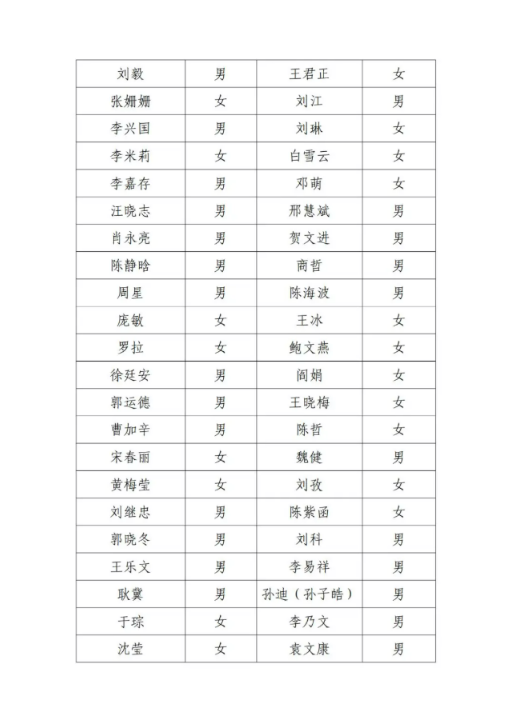 刘毅 男 王君正 女
张姗姗 女 刘江 男
李兴国 男 刘琳 女
李米莉 女 白雪云 女
李嘉存 男 邓萌 女
汪晓志 男 邢慧斌 男
肖永亮 男 贺文进 男
陈静晗 男 商哲 男
周星 男 陈海波 男
庞敏 女 王冰 女
罗拉 女 鲍文燕 女
徐廷安 男 阎娟 女
郭运德 男 王晓梅 女
曹加辛 男 陈哲 女
宋春丽 女 魏健 男
黄梅莹 女 刘孜 女
刘继忠 男 陈紫函 女
郭晓冬 男 刘科 男
王乐文 男 李易祥 男
耿冀 男 孙迪（孙子皓） 男
于琮 女 李乃文 男
沈莹 女 袁文康 男